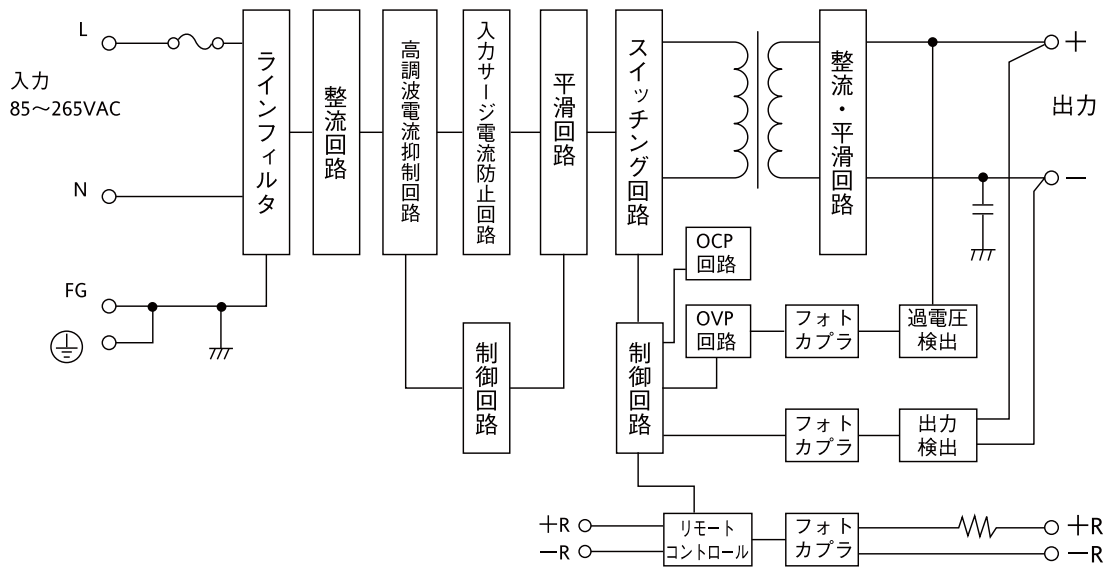 L
入力
85〜265VAC
N
FG
ラインフィルタ
整流回路
高調波電流抑制回路
入力サージ電流防止回路
平滑回路
スイッチング回路
整流・平滑回路
＋
出力
－
OCP
回路
OVP
回路
フォト
カプラ
過電圧
検出
制御回路
制御回路
フォト
カプラ
出力
検出
＋R
－R
リモート
コントロール
フォト
カプラ
＋R
－R